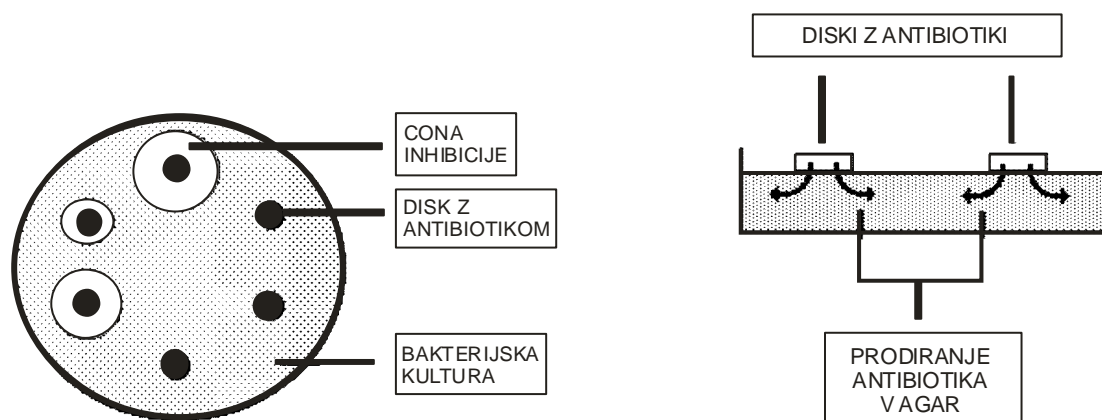 CONA
INHIBICIJE
DISK Z
ANTIBIOTIKOM
BAKTERIJSKA
KULTURA
DISKI Z ANTIBIOTIKI
PRODIRANJE
ANTIBIOTIKA
V AGAR